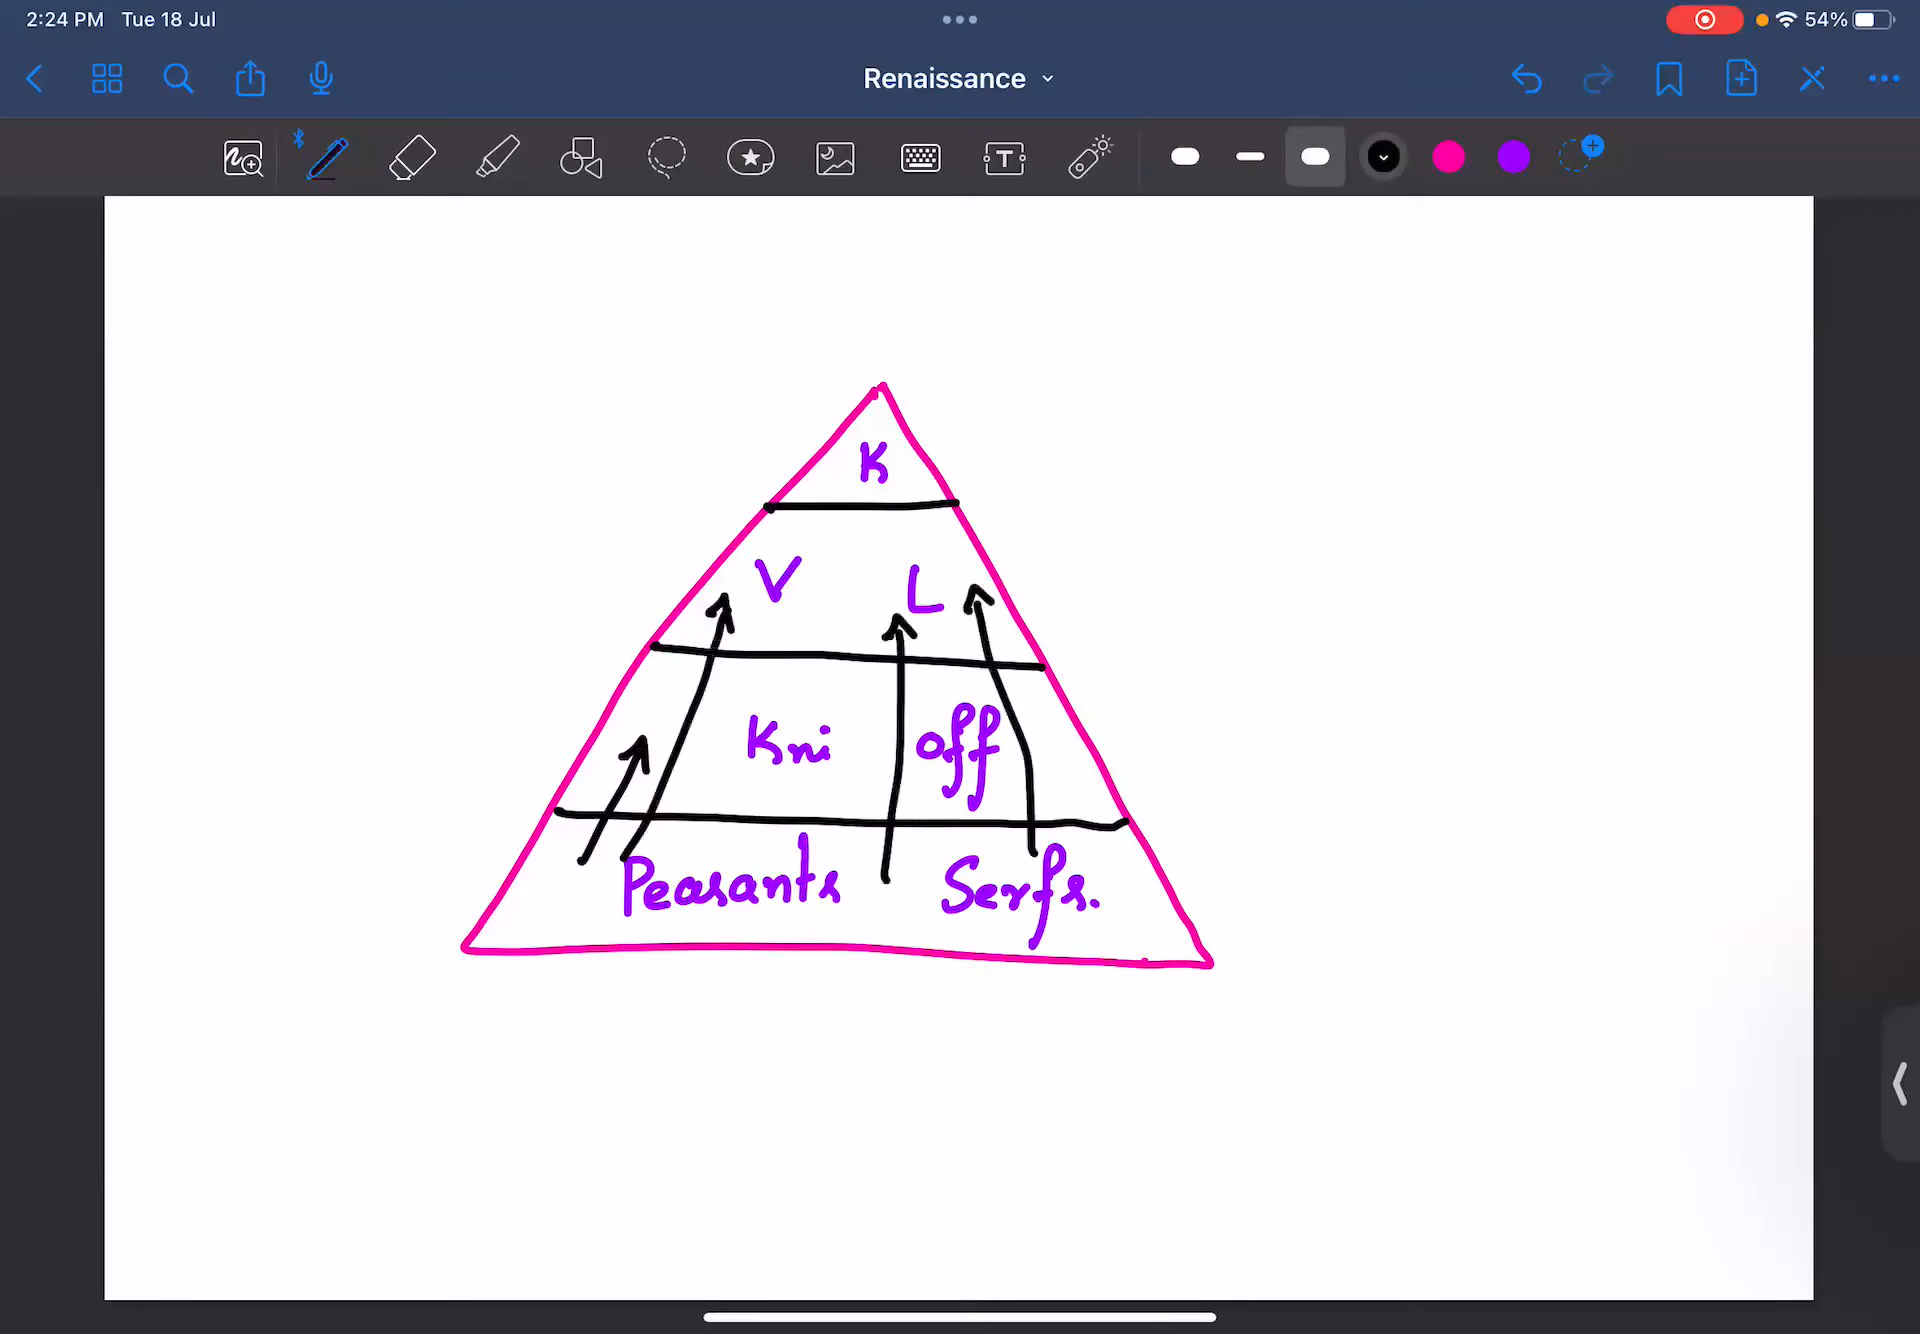 2:24 PM Tue 18 Jul
54%
Renaissance
T
K
V L
Kni off
Peasants Serfs.